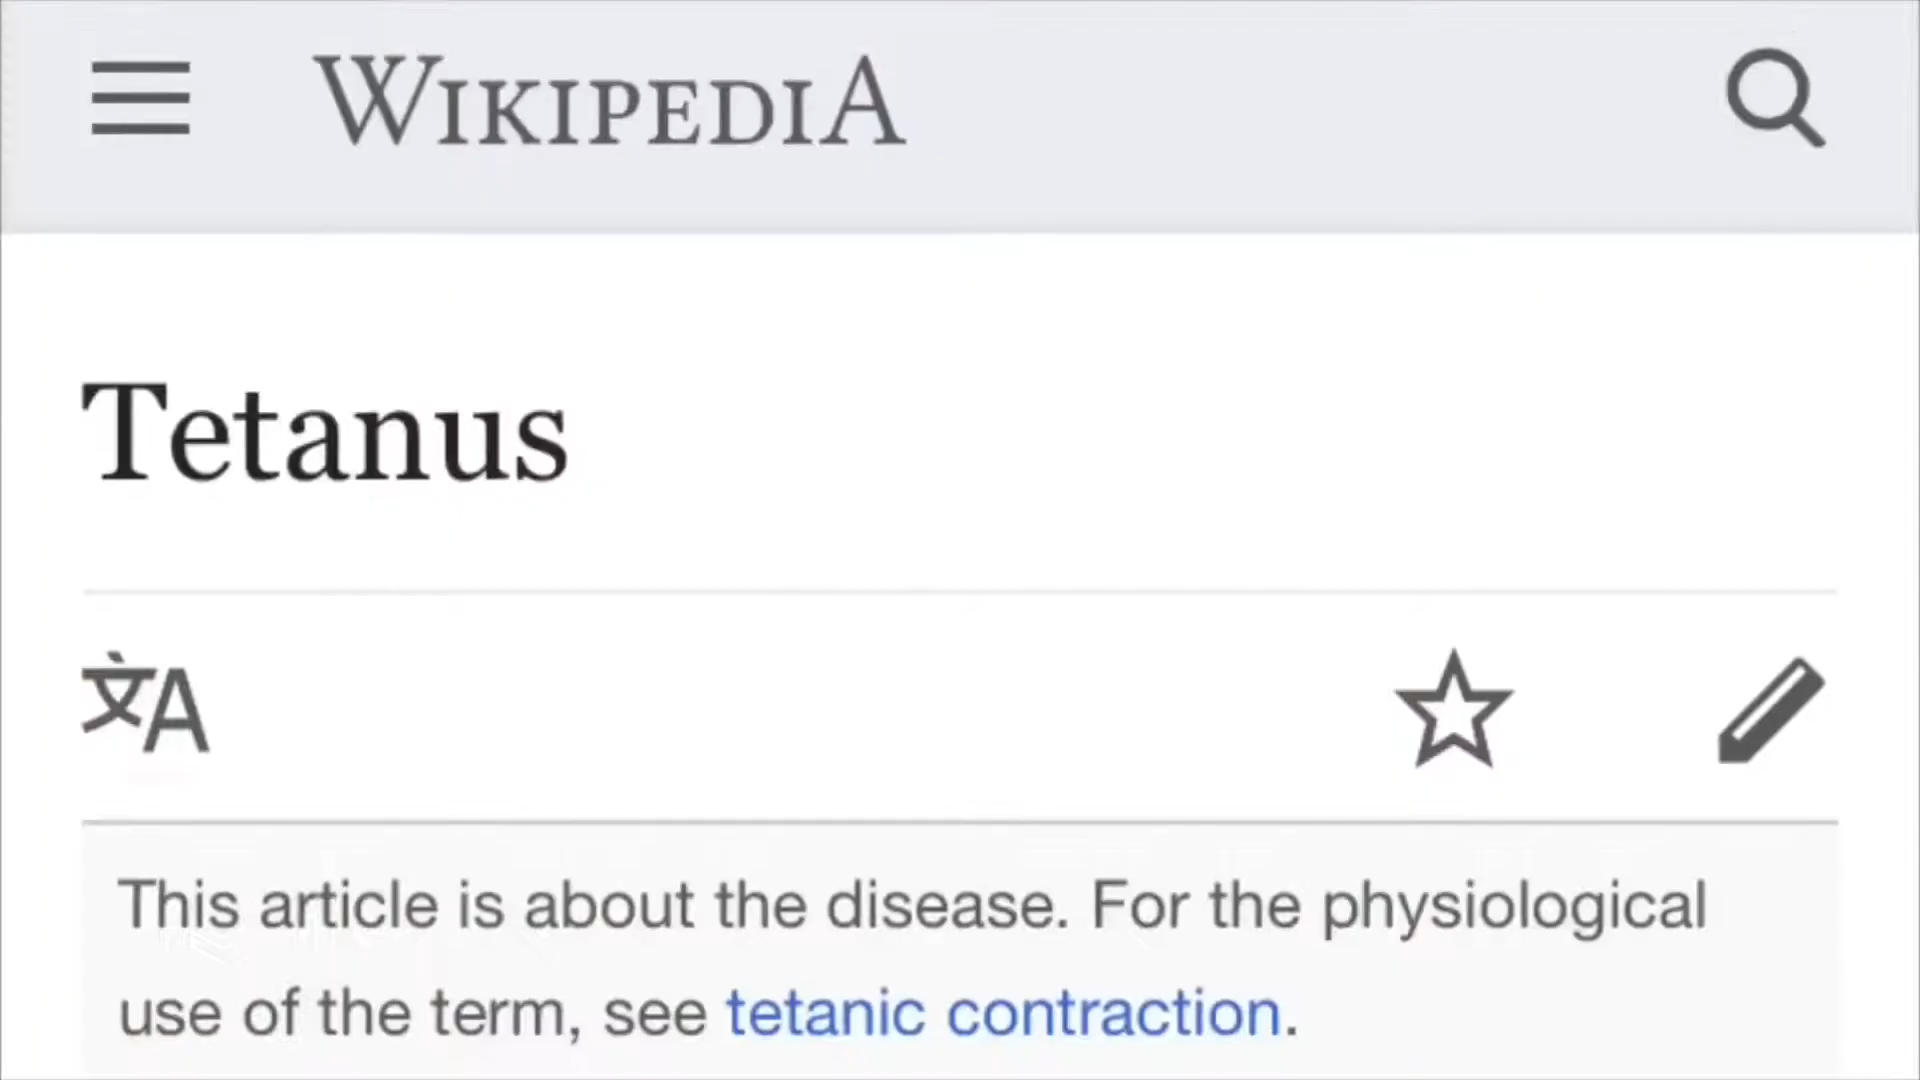 WIKIPEDIA
Tetanus
文A
This article is about the disease. For the physiological
use of the term, see tetanic contraction.